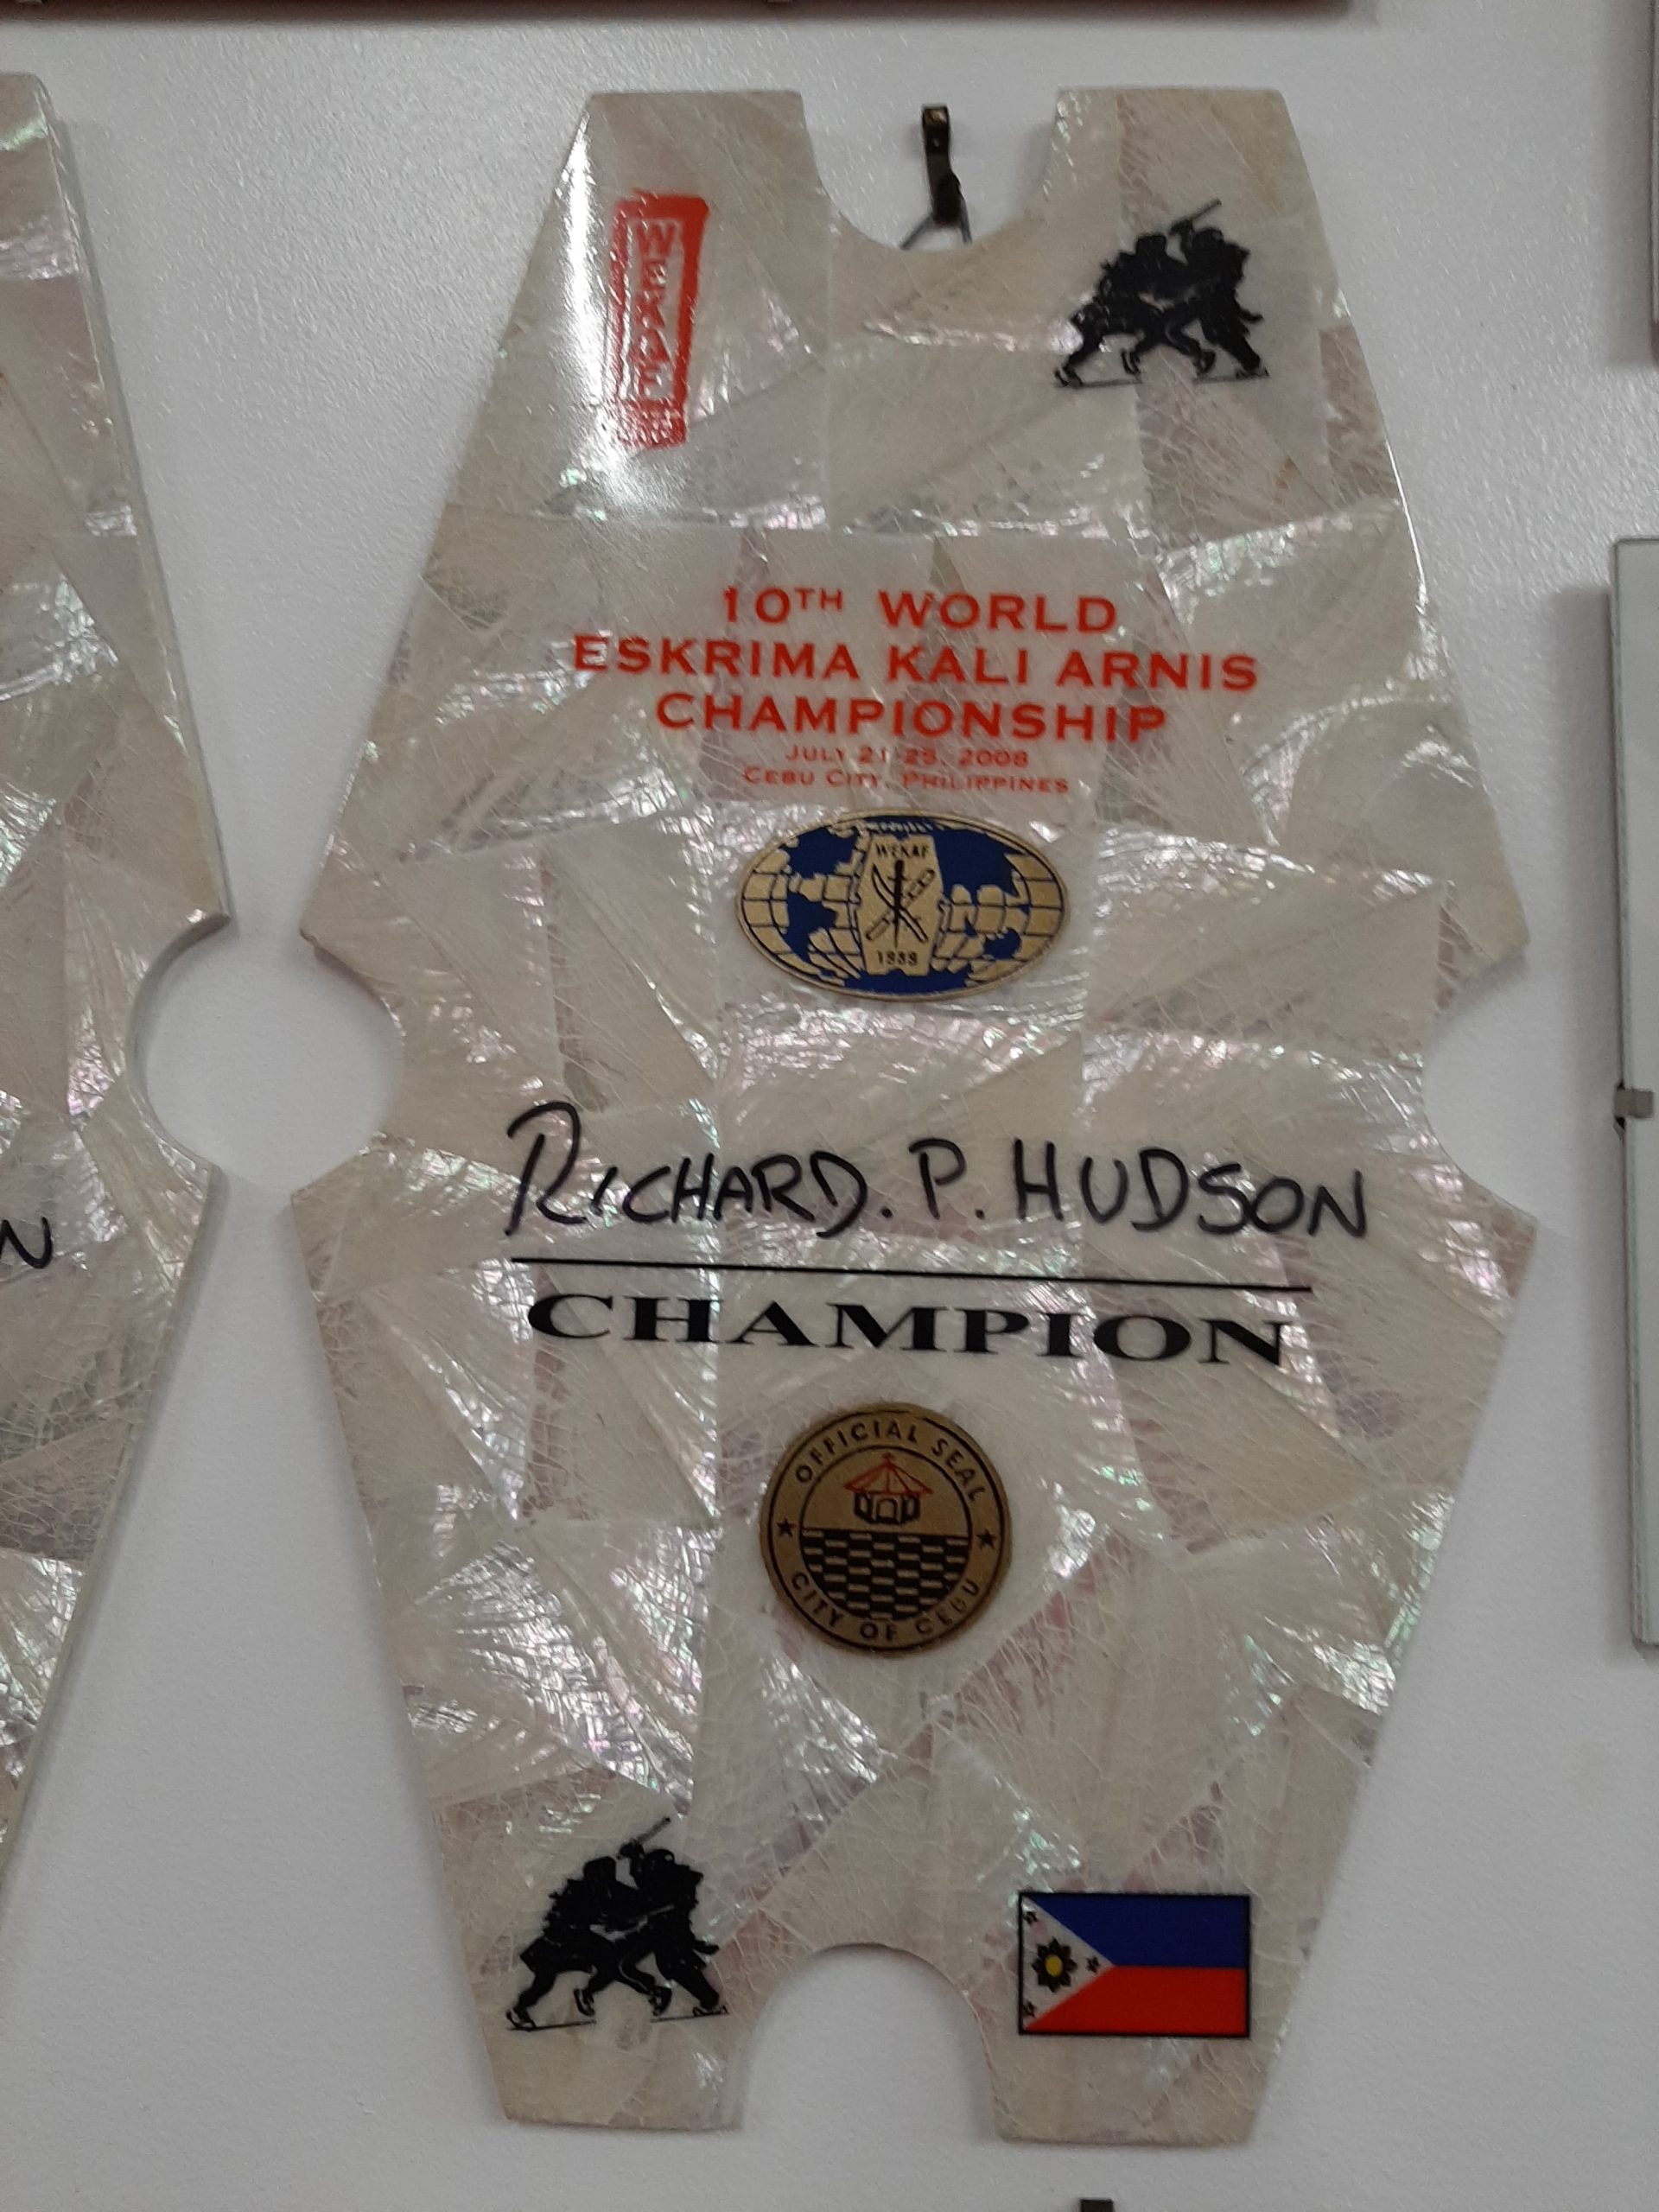 WEKAF
10TH WORLD
ESKRIMA KALI ARNIS
CHAMPIONSHIP
JULY 21-25, 2008
CEBU CITY, PHILIPPINES
WEKAF
1989
RICHARD. P. HUDSON
CHAMPION
OFFICIAL SEAL
CITY OF CEBU
N